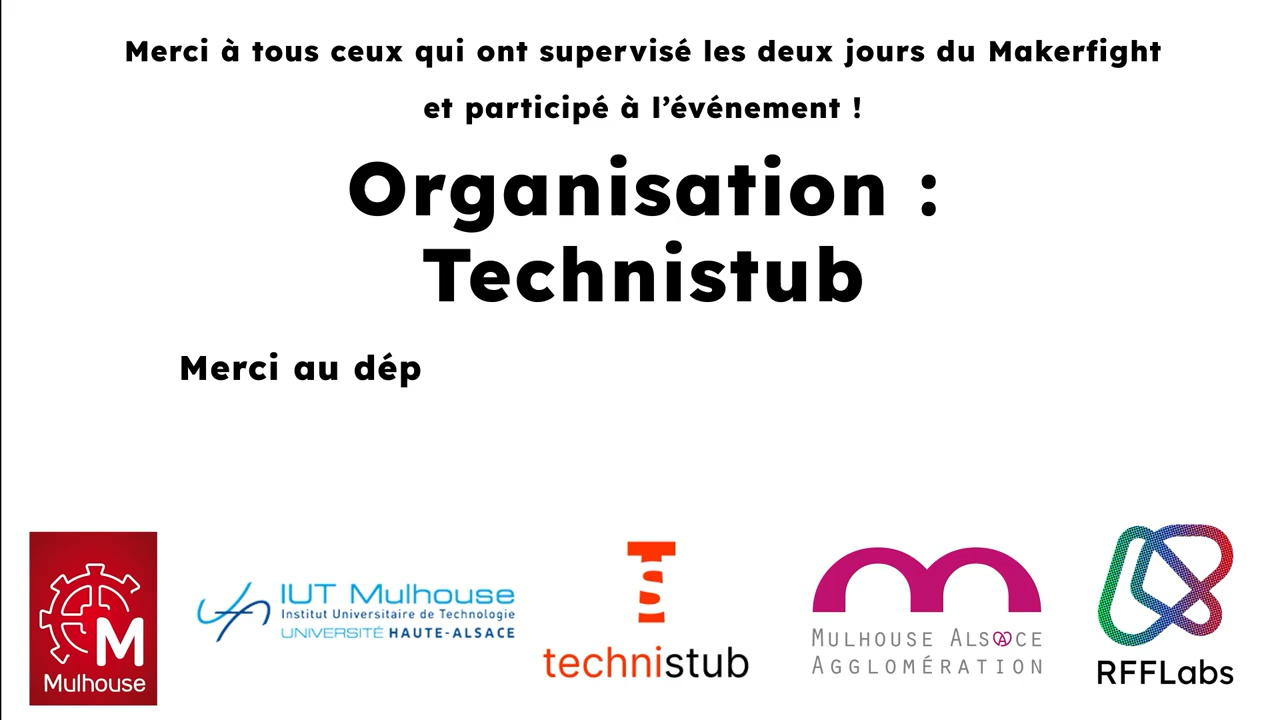 Merci à tous ceux qui ont supervisé les deux jours du Makerfight
et participé à l’événement !
Organisation :
Technistub
Merci au dép
M
Mulhouse
IUT Mulhouse
Institut Universitaire de Technologie
UNIVERSITÉ HAUTE-ALSACE
TS
technistub
MULHOUSE ALSACE
AGGLOMÉRATION
RFFLabs